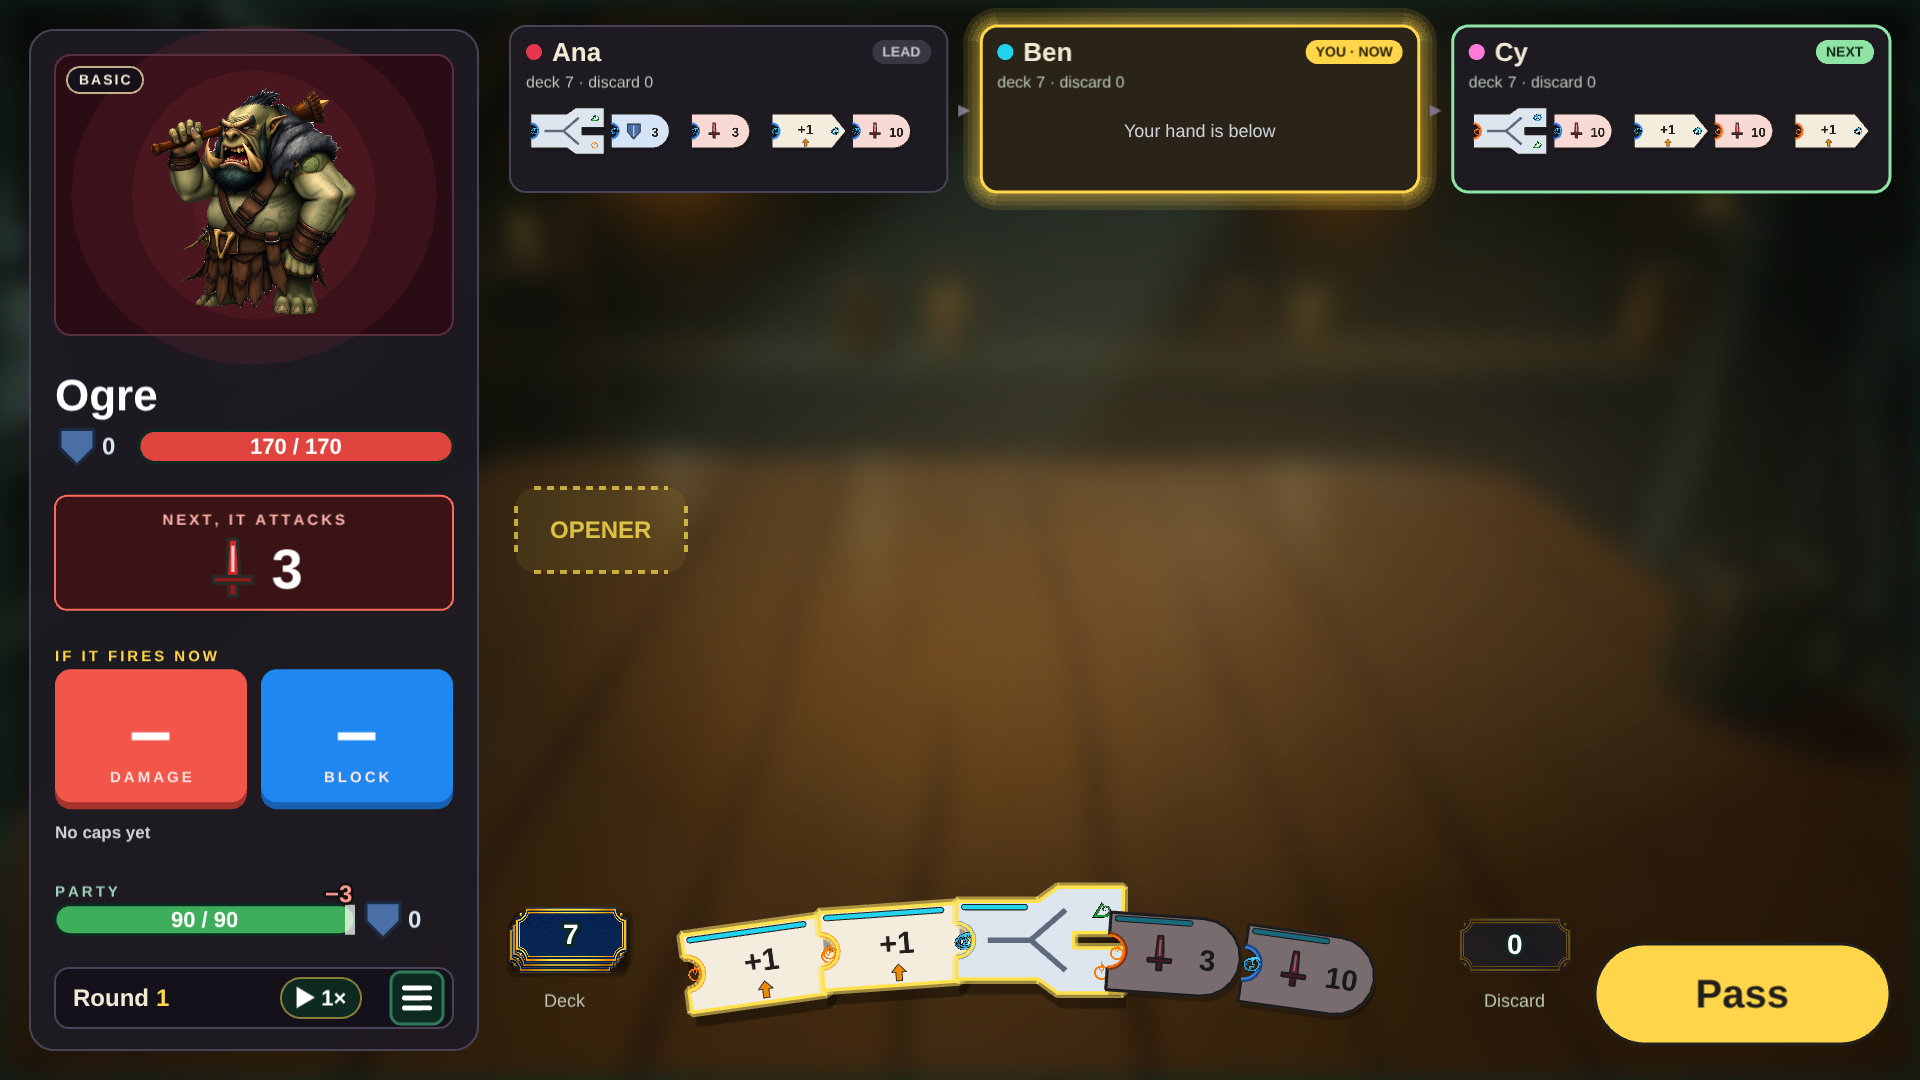 BASIC
Ogre
0
170 / 170
NEXT, IT ATTACKS
3
IF IT FIRES NOW
–
DAMAGE
–
BLOCK
No caps yet
PARTY
–3
90 / 90
0
Round 1
1×
Ana
LEAD
deck 7 · discard 0
3
3
+1
10
Ben
YOU · NOW
deck 7 · discard 0
Your hand is below
Cy
NEXT
deck 7 · discard 0
10
+1
10
+1
OPENER
7
Deck
+1
+1
3
10
0
Discard
Pass